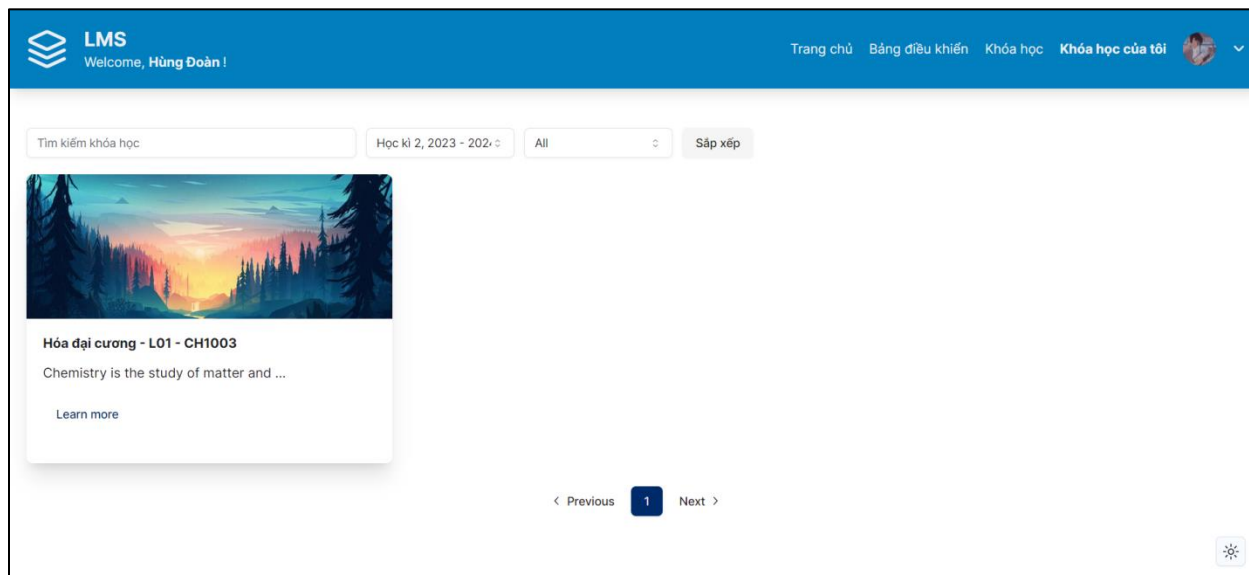 LMS
Welcome, Hùng Đoàn !
Trang chủ Bảng điều khiển Khóa học Khóa học của tôi
Tìm kiếm khóa học Học kì 2, 2023 - 202 All Sắp xếp
Hóa đại cương - L01 - CH1003
Chemistry is the study of matter and ...
Learn more
Previous 1 Next